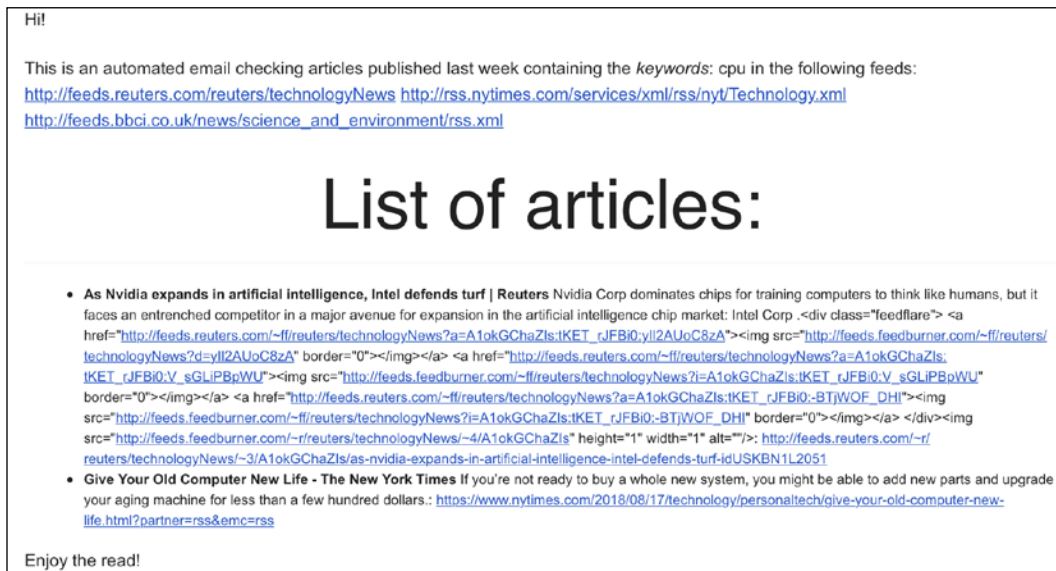 Hi!
This is an automated email checking articles published last week containing the keywords: cpu in the following feeds:
http://feeds.reuters.com/reuters/technologyNews http://rss.nytimes.com/services/xml/rss/nyt/Technology.xml
http://feeds.bbci.co.uk/news/science_and_environment/rss.xml
List of articles:
• As Nvidia expands in artificial intelligence, Intel defends turf | Reuters Nvidia Corp dominates chips for training computers to think like humans, but it
faces an entrenched competitor in a major avenue for expansion in the artificial intelligence chip market: Intel Corp .<div class="feedflare"> <a
href="http://feeds.reuters.com/~ff/reuters/technologyNews?a=A1okGChaZIs:tKET_rJFBi0:yIl2AUoC8zA"><img src="http://feeds.feedburner.com/~ff/reuters/
technologyNews?d=yIl2AUoC8zA" border="0"></img></a> <a href="http://feeds.reuters.com/~ff/reuters/technologyNews?a=A1okGChaZIs:
tKET_rJFBi0:V_sGLiPBpWU"><img src="http://feeds.feedburner.com/~ff/reuters/technologyNews?i=A1okGChaZIs:tKET_rJFBi0:V_sGLiPBpWU"
border="0"></img></a> <a href="http://feeds.reuters.com/~ff/reuters/technologyNews?a=A1okGChaZIs:tKET_rJFBi0:-BTjWOF_DHI"><img
src="http://feeds.feedburner.com/~ff/reuters/technologyNews?i=A1okGChaZIs:tKET_rJFBi0:-BTjWOF_DHI" border="0"></img></a> </div><img
src="http://feeds.feedburner.com/~r/reuters/technologyNews/~4/A1okGChaZIs" height="1" width="1" alt=""/>: http://feeds.reuters.com/~r/
reuters/technologyNews/~3/A1okGChaZIs/as-nvidia-expands-in-artificial-intelligence-intel-defends-turf-idUSKBN1L2051
• Give Your Old Computer New Life - The New York Times If you're not ready to buy a whole new system, you might be able to add new parts and upgrade
your aging machine for less than a few hundred dollars.: https://www.nytimes.com/2018/08/17/technology/personaltech/give-your-old-computer-new-
life.html?partner=rss&emc=rss
Enjoy the read!